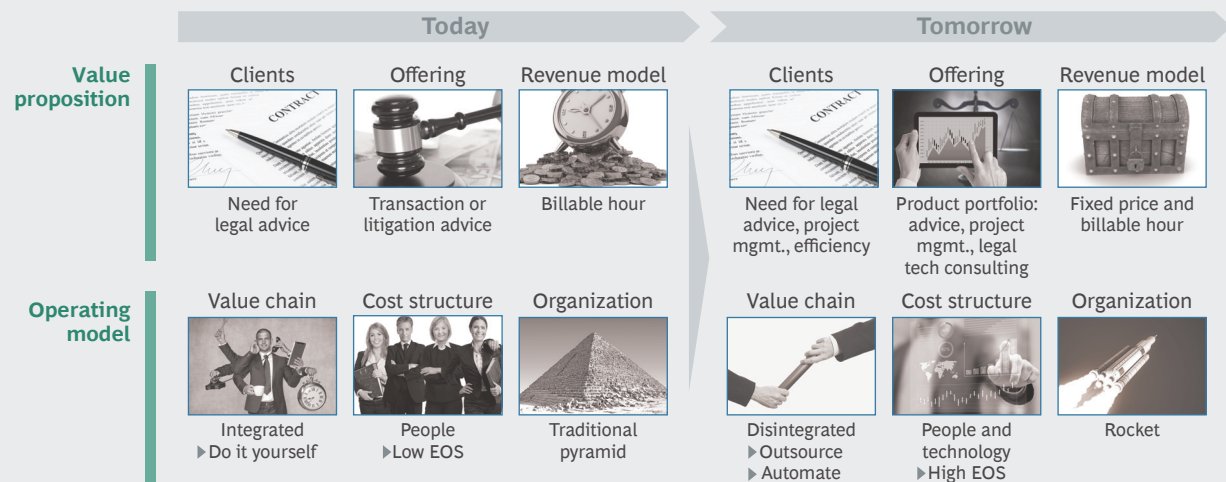 Today
Tomorrow
Value
proposition
Clients
Offering
Revenue model
CONTRACT
Need for
legal advice
Transaction or
litigation advice
Billable hour
Clients
Offering
Revenue model
CONTRACT
Need for legal
advice, project
mgmt., efficiency
Product portfolio:
advice, project
mgmt., legal
tech consulting
Fixed price and
billable hour
Operating
model
Value chain
Cost structure
Organization
Integrated
▶Do it yourself
People
▶Low EOS
Traditional
pyramid
Value chain
Cost structure
Organization
Disintegrated
▶Outsource
▶Automate
People and
technology
▶High EOS
Rocket